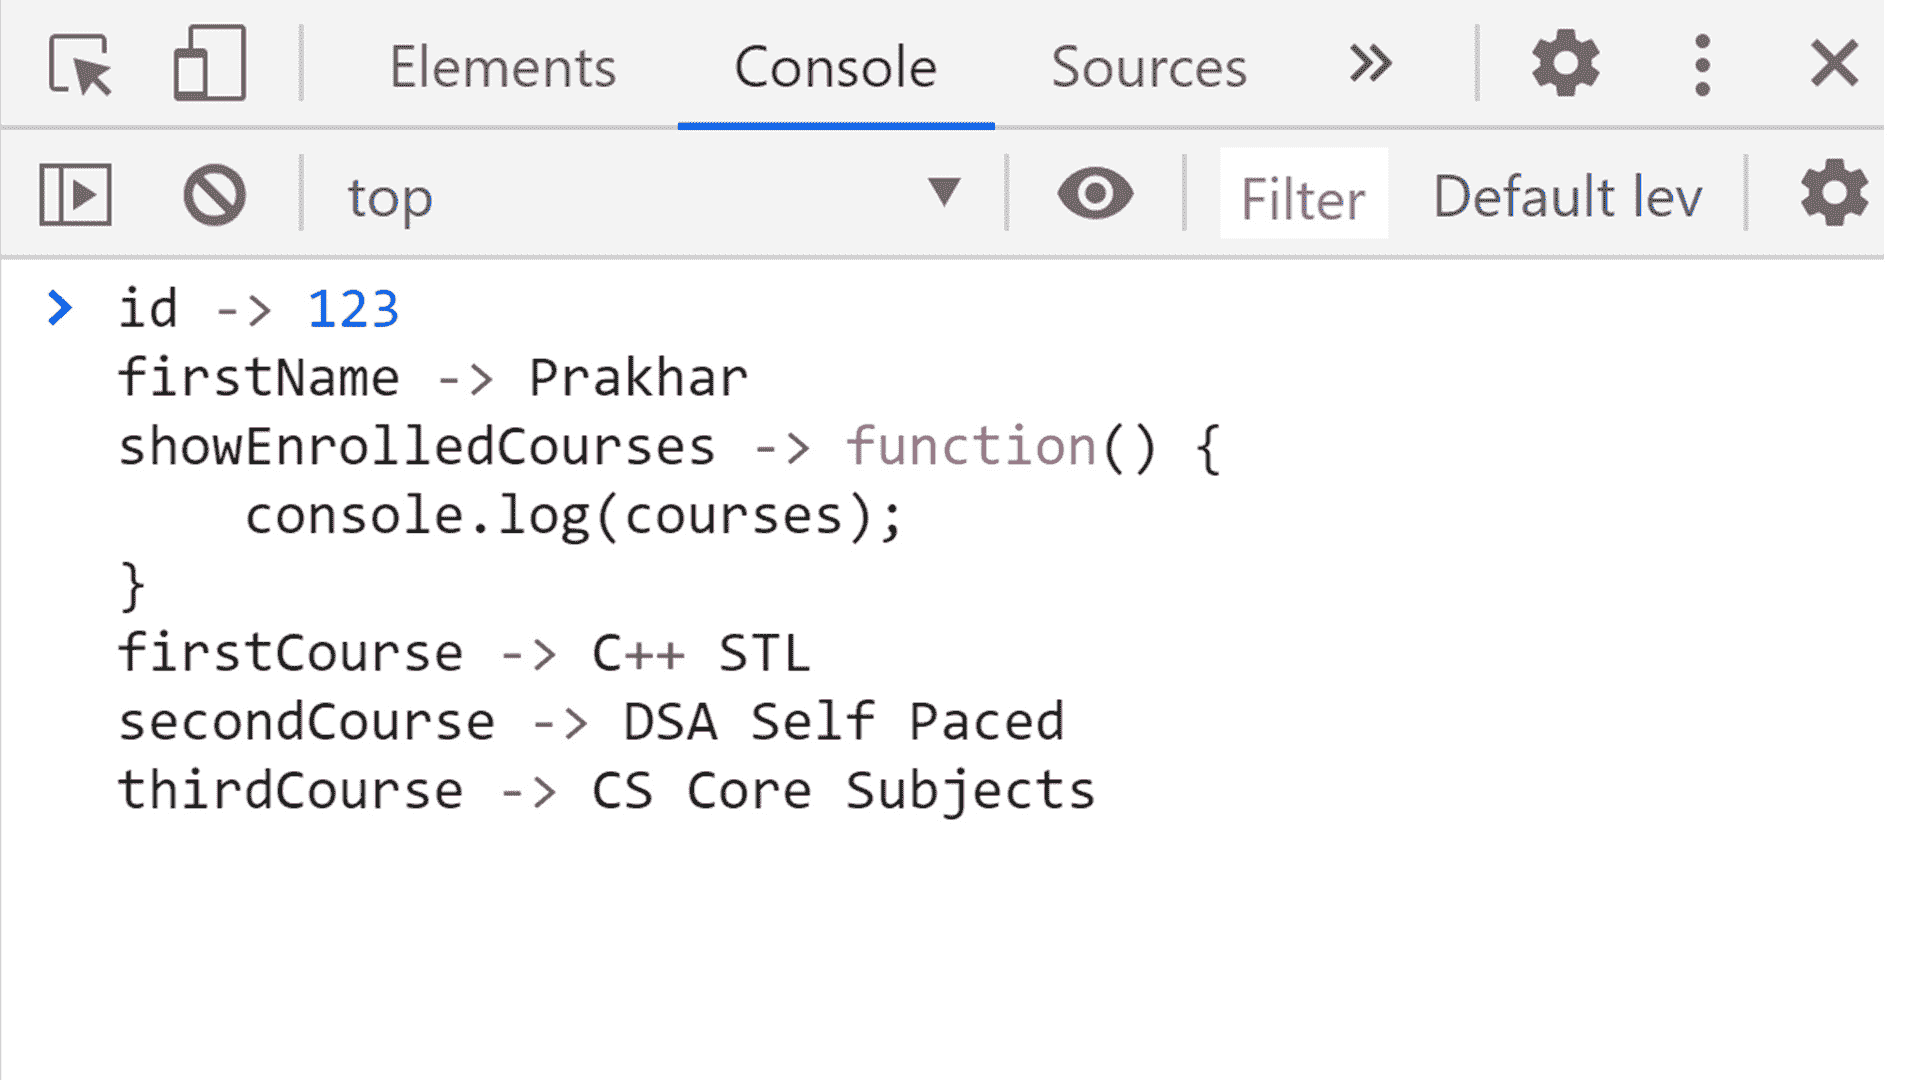 Elements Console Sources
top Filter Default lev
id -> 123
firstName -> Prakhar
showEnrolledCourses -> function() {
    console.log(courses);
}
firstCourse -> C++ STL
secondCourse -> DSA Self Paced
thirdCourse -> CS Core Subjects